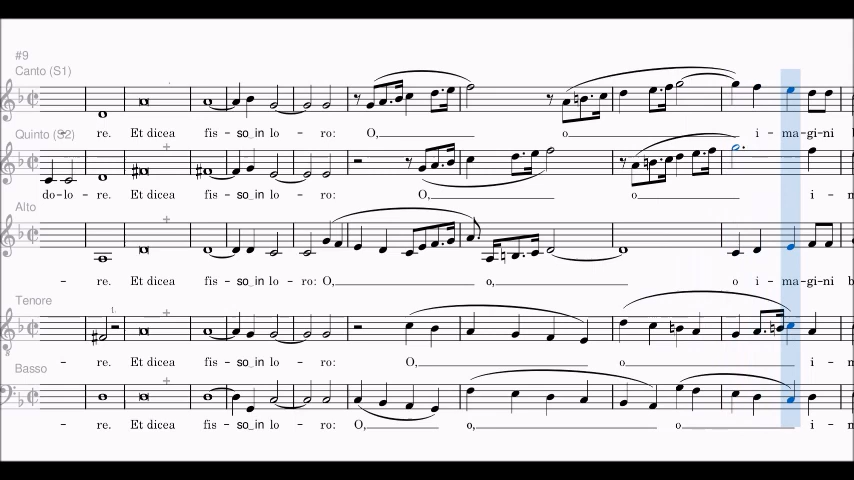 #9
Canto (S1)
– re. Et dicea fis – so_in lo – ro: O, o i – ma–gi–ni
Quinto (S2)
do–lo – re. Et dicea fis – so_in lo – ro: O, o i – m
Alto
– re. Et dicea fis – so_in lo – ro: O, o, o i – ma–gi–ni b
Tenore
t.
– re. Et dicea fis – so_in lo – ro: O, o i – m
Basso
– re. Et dicea fis – so_in lo – ro: O, o, o i – n